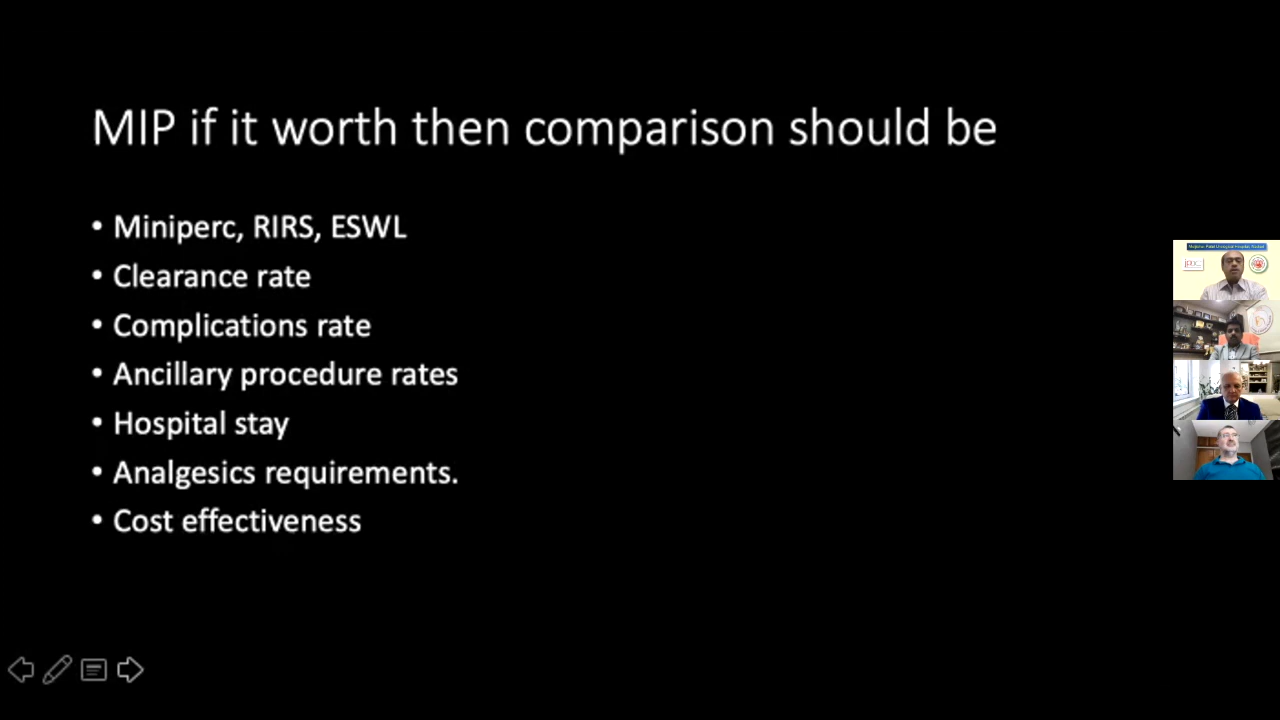 MIP if it worth then comparison should be
• Miniperc, RIRS, ESWL
• Clearance rate
• Complications rate
• Ancillary procedure rates
• Hospital stay
• Analgesics requirements.
• Cost effectiveness